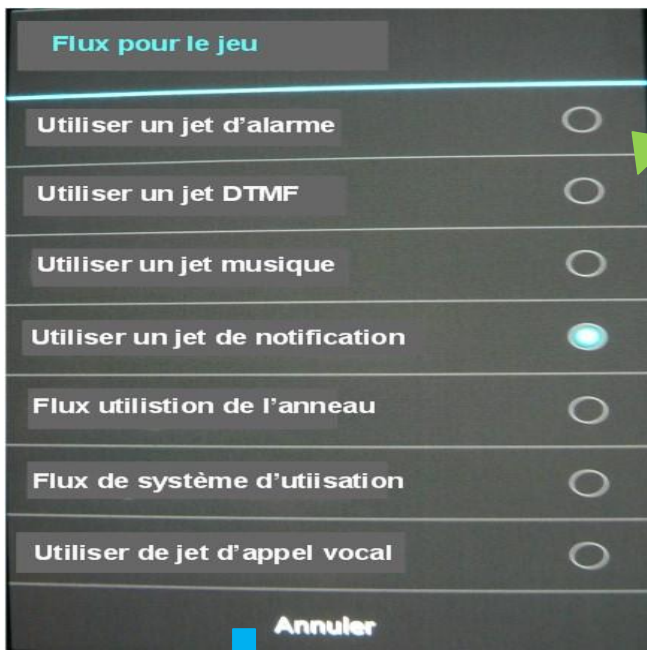 Flux pour le jeu
Utiliser un jet d’alarme
Utiliser un jet DTMF
Utiliser un jet musique
Utiliser un jet de notification
Flux utilistion de l’anneau
Flux de système d’utiisation
Utiliser de jet d’appel vocal
Annuler